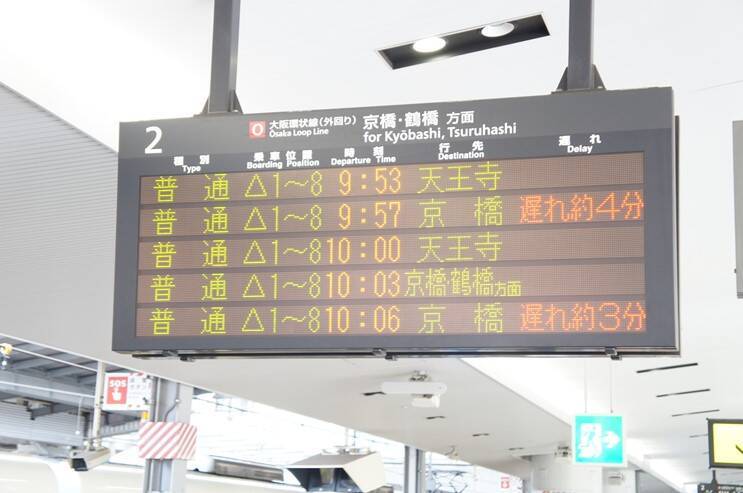 2 O 大阪環状線(外回り) 京橋・鶴橋 方面
Osaka Loop Line for Kyōbashi, Tsuruhashi
種別 乗車位置 時刻 行先 遅れ
Type Boarding Position Departure Time Destination Delay
普通 △1〜8 9:53 天王寺
普通 △1〜8 9:57 京橋 遅れ約4分
普通 △1〜8 10:00 天王寺
普通 △1〜8 10:03 京橋鶴橋方面
普通 △1〜8 10:06 京橋 遅れ約3分
SOS